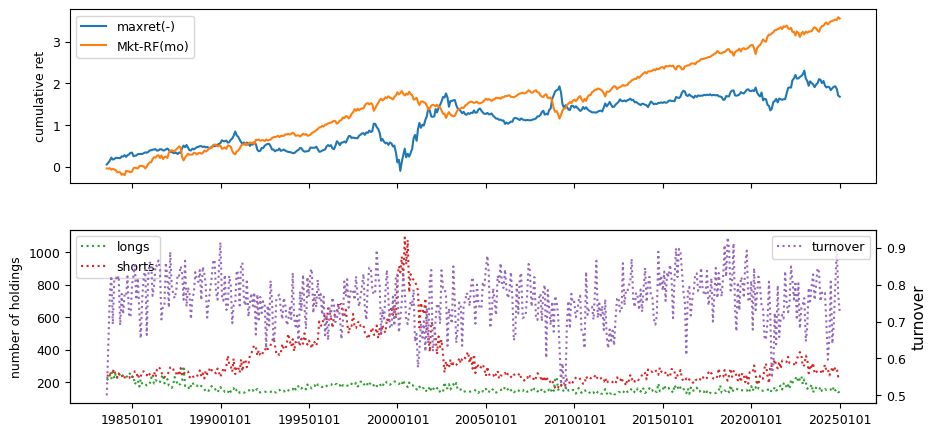 maxret(-)
Mkt-RF(mo)
cumulative ret
3
2
1
0
longs
shorts
turnover
number of holdings
1000
800
600
400
200
0.9
0.8
0.7
0.6
0.5
turnover
19850101 19900101 19950101 20000101 20050101 20100101 20150101 20200101 20250101